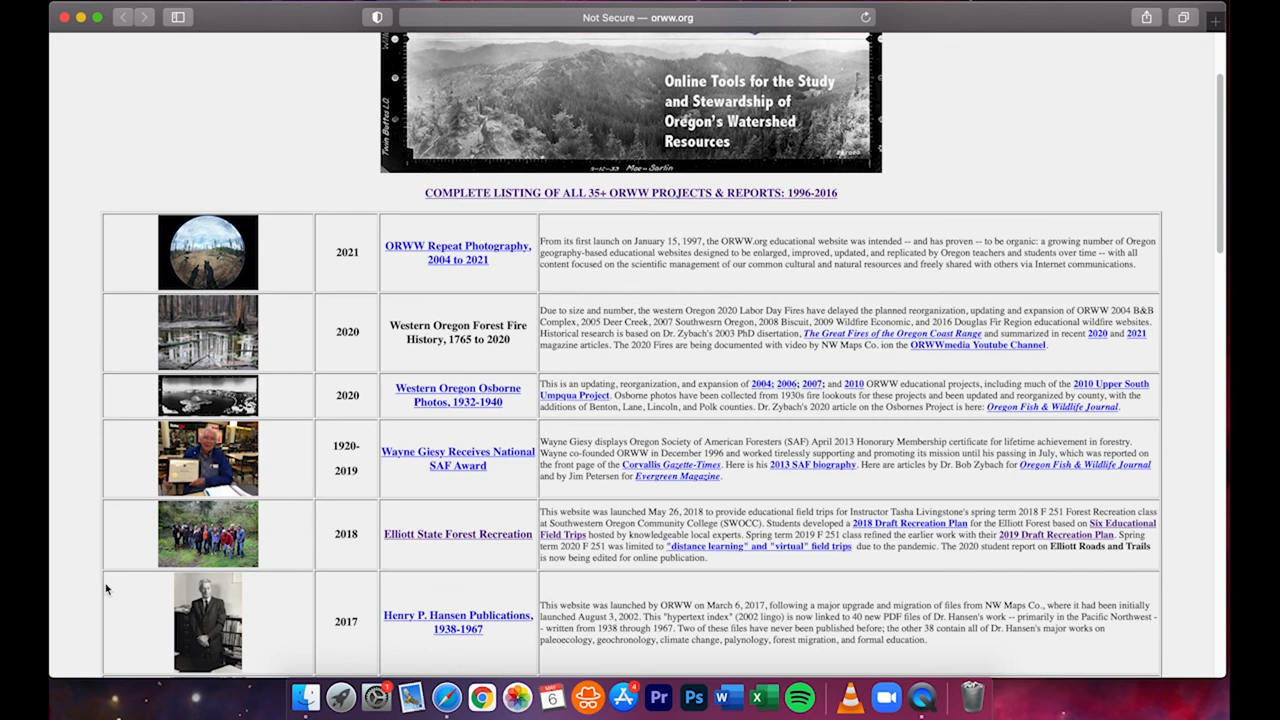 Not Secure — orww.org
Online Tools for the Study
and Stewardship of
Oregon's Watershed
Resources
Twin Buttes L.O.
COMPLETE LISTING OF ALL 35+ ORWW PROJECTS & REPORTS: 1996-2016
2021
ORWW Repeat Photography,
2004 to 2021
From its first launch on January 15, 1997, the ORWW.org educational website was intended -- and has proven -- to be organic: a growing number of Oregon
geography-based educational websites designed to be enlarged, improved, updated, and replicated by Oregon teachers and students over time -- with all
content focused on the scientific management of our common cultural and natural resources and freely shared with others via Internet communications.
2020
Western Oregon Forest Fire
History, 1765 to 2020
Due to size and number, the western Oregon 2020 Labor Day Fires have delayed the planned reorganization, updating and expansion of ORWW 2004 B&B
Complex, 2005 Deer Creek, 2007 Southwesrn Oregon, 2008 Biscuit, 2009 Wildfire Economic, and 2016 Douglas Fir Region educational wildfire websites.
Historical research is based on Dr. Zybach's 2003 PhD disertation, The Great Fires of the Oregon Coast Range and summarized in recent 2020 and 2021
magazine articles. The 2020 Fires are being documented with video by NW Maps Co. ion the ORWWmedia Youtube Channel.
2020
Western Oregon Osborne
Photos, 1932-1940
This is an updating, reorganization, and expansion of 2004; 2006; 2007; and 2010 ORWW educational projects, including much of the 2010 Upper South
Umpqua Project. Osborne photos have been collected from 1930s fire lookouts for these projects and been updated and reorganized by county, with the
additions of Benton, Lane, Lincoln, and Polk counties. Dr. Zybach's 2020 article on the Osbornes Project is here: Oregon Fish & Wildlife Journal.
1920-
2019
Wayne Giesy Receives National
SAF Award
Wayne Giesy displays Oregon Society of American Foresters (SAF) April 2013 Honorary Membership certificate for lifetime achievement in forestry.
Wayne co-founded ORWW in December 1996 and worked tirelessly supporting and promoting its mission until his passing in July, which was reported on
the front page of the Corvallis Gazette-Times. Here is his 2013 SAF biography. Here are articles by Dr. Bob Zybach for Oregon Fish & Wildlife Journal
and by Jim Petersen for Evergreen Magazine.
2018
Elliott State Forest Recreation
This website was launched May 26, 2018 to provide educational field trips for Instructor Tasha Livingstone's spring term 2018 F 251 Forest Recreation class
at Southwestern Oregon Community College (SWOCC). Students developed a 2018 Draft Recreation Plan for the Elliott Forest based on Six Educational
Field Trips hosted by knowledgeable local experts. Spring term 2019 F 251 class refined the earlier work with their 2019 Draft Recreation Plan. Spring
term 2020 F 251 was limited to "distance learning" and "virtual" field trips due to the pandemic. The 2020 student report on Elliott Roads and Trails
is now being edited for online publication.
2017
Henry P. Hansen Publications,
1938-1967
This website was launched by ORWW on March 6, 2017, following a major upgrade and migration of files from NW Maps Co., where it had been initially
launched August 3, 2002. This "hypertext index" (2002 lingo) is now linked to 40 new PDF files of Dr. Hansen's work -- primarily in the Pacific Northwest -
- written from 1938 through 1967. Two of these files have never been published before; the other 38 contain all of Dr. Hansen's major works on
paleoecology, geochronology, climate change, palynology, forest migration, and formal education.
1
6
4
Pr
Ps
W
X